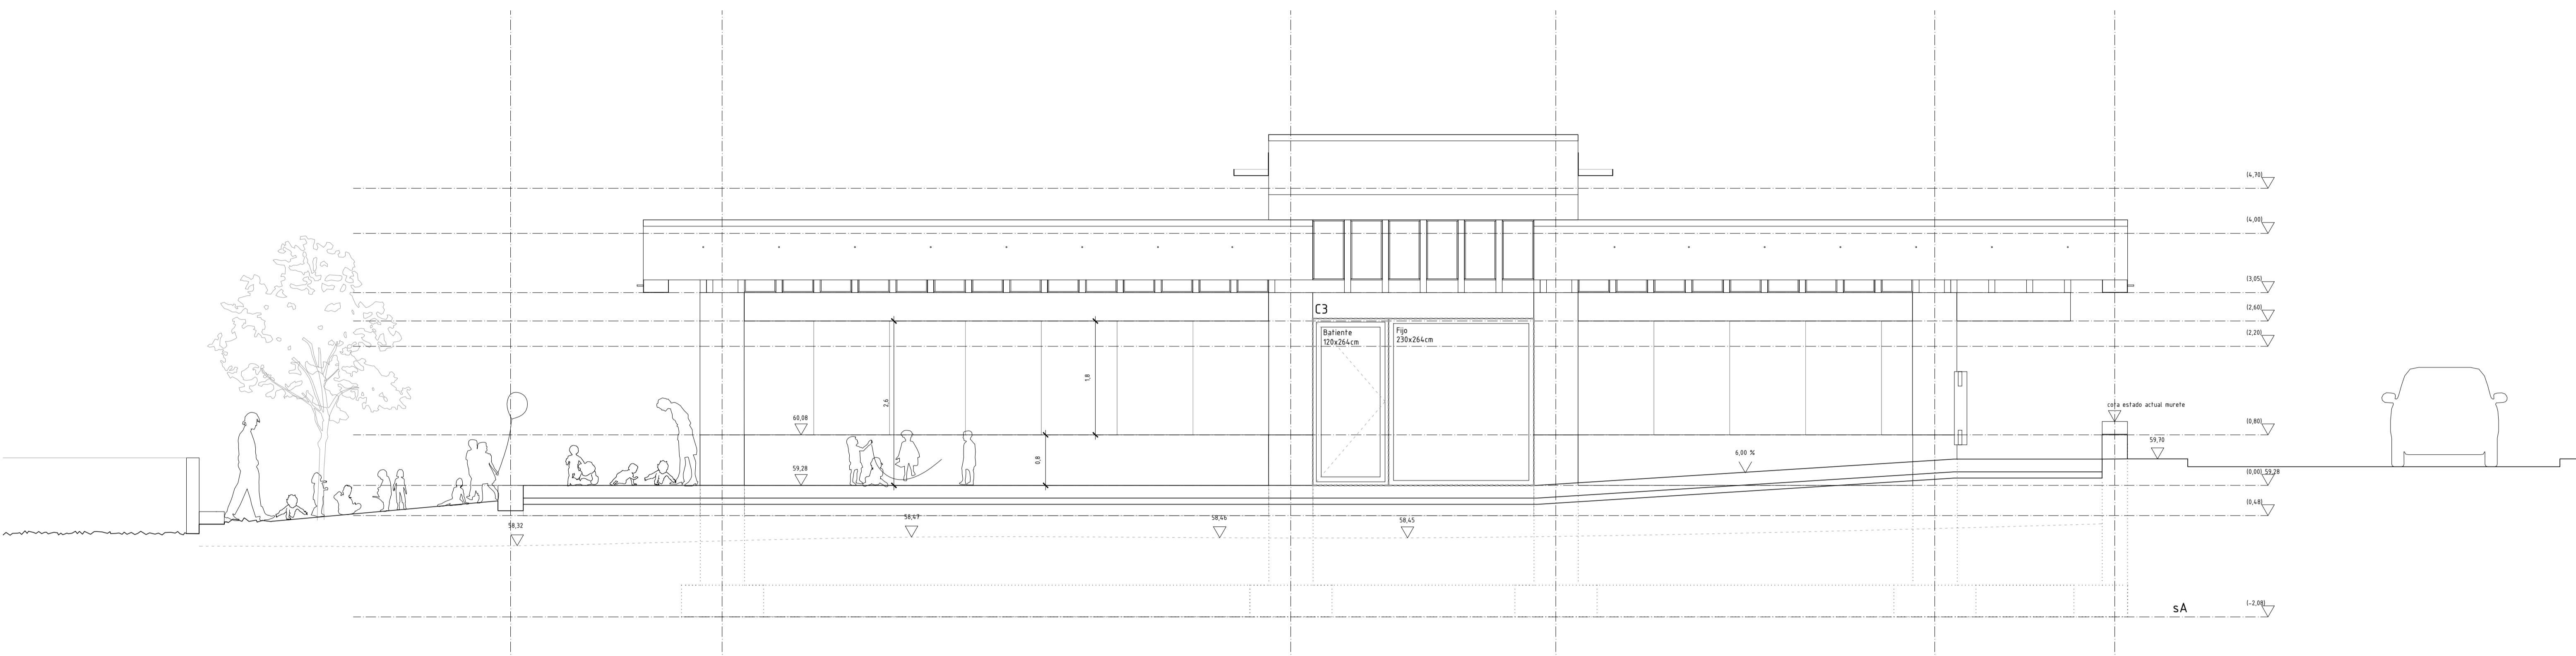 (4,70)
(4,00)
(3,05)
C3
(2,60)
Batiente
120x264cm
Fijo
230x264cm
(2,20)
1,8
2,6
cota estado actual murete
60,08
(0,80)
59,70
6,00 %
0,8
59,28
(0,00) 59,28
(0,48)
58,32
58,47
58,46
58,45
sA
(-2,08)